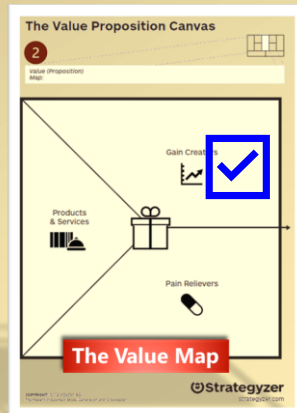 The Value Proposition Canvas
2
Value (Proposition)
Map:
Gain Creators
Products
& Services
Pain Relievers
The Value Map
Strategyzer
strategyzer.com